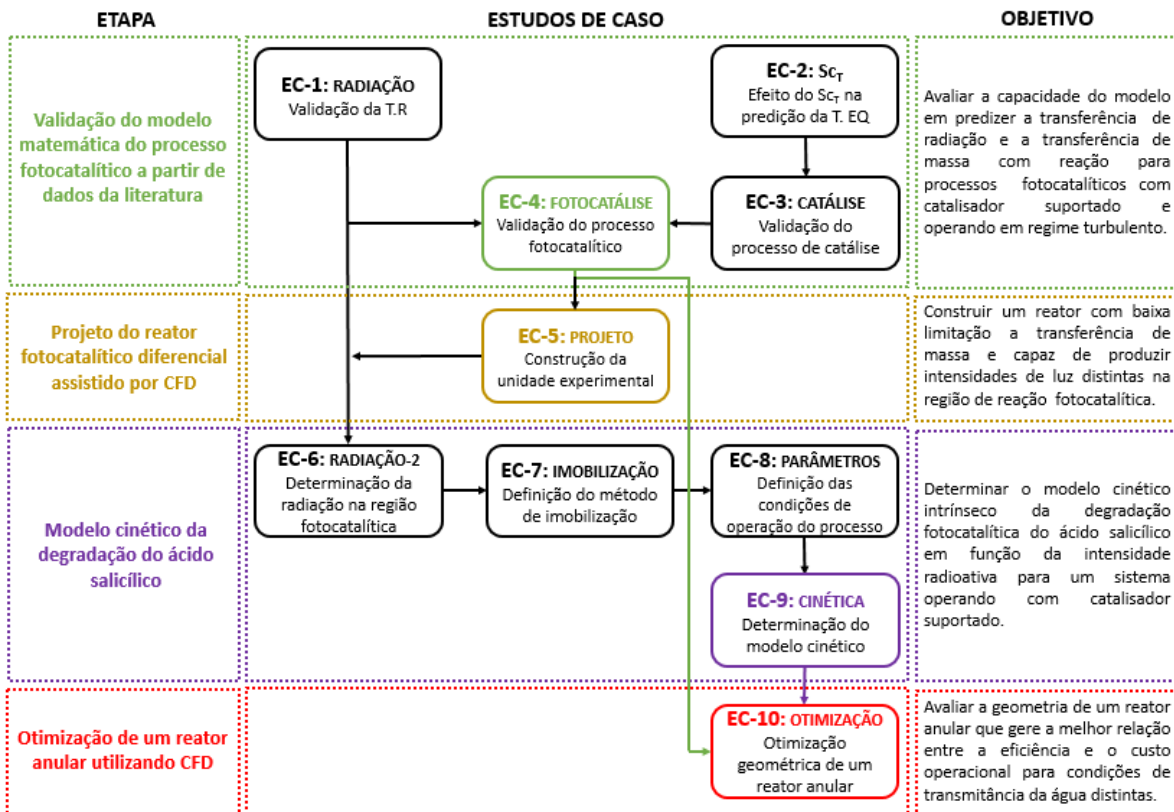 ETAPA
ESTUDOS DE CASO
OBJETIVO
Validação do modelo
matemática do processo
fotocatalítico a partir de
dados da literatura
EC-1: RADIAÇÃO
Validação da T.R
EC-2: ScT
Efeito do ScT na
predição da T. EQ
EC-4: FOTOCATÁLISE
Validação do processo
fotocatalítico
EC-3: CATÁLISE
Validação do
processo de catálise
Avaliar a capacidade do modelo
em predizer a transferência de
radiação e a transferência de
massa com reação para
processos fotocatalíticos com
catalisador suportado e
operando em regime turbulento.
Projeto do reator
fotocatalítico diferencial
assistido por CFD
EC-5: PROJETO
Construção da
unidade experimental
Construir um reator com baixa
limitação a transferência de
massa e capaz de produzir
intensidades de luz distintas na
região de reação fotocatalítica.
Modelo cinético da
degradação do ácido
salicílico
EC-6: RADIAÇÃO-2
Determinação da
radiação na região
fotocatalítica
EC-7: IMOBILIZAÇÃO
Definição do método
de imobilização
EC-8: PARÂMETROS
Definição das
condições de
operação do processo
EC-9: CINÉTICA
Determinação do
modelo cinético
Determinar o modelo cinético
intrínseco da degradação
fotocatalítica do ácido salicílico
em função da intensidade
radioativa para um sistema
operando com catalisador
suportado.
Otimização de um reator
anular utilizando CFD
EC-10: OTIMIZAÇÃO
Otimização
geométrica de um
reator anular
Avaliar a geometria de um reator
anular que gere a melhor relação
entre a eficiência e o custo
operacional para condições de
transmitância da água distintas.